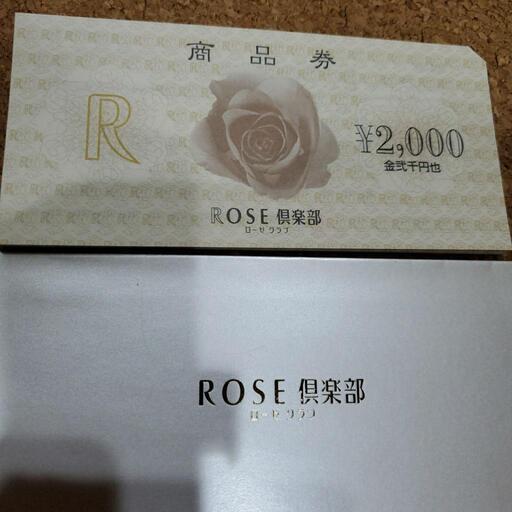 商品券
R
¥2,000
金弐千円也
ROSE 倶楽部
ローゼ クラブ
ROSE 倶楽部
ローゼ クラブ